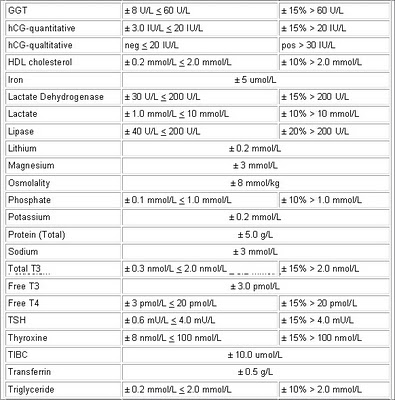 GGT ± 8 U/L ≤ 60 U/L ± 15% > 60 U/L
hCG-quantitative ± 3.0 IU/L ≤ 20 IU/L ± 15% > 20 IU/L
hCG-qualtitative neg ≤ 20 IU/L pos > 30 IU/L
HDL cholesterol ± 0.2 mmol/L ≤ 2.0 mmol/L ± 10% > 2.0 mmol/L
Iron ± 5 umol/L
Lactate Dehydrogenase ± 30 U/L ≤ 200 U/L ± 15% > 200 U/L
Lactate ± 1.0 mmol/L ≤ 10 mmol/L ± 10% > 10 mmol/L
Lipase ± 40 U/L ≤ 200 U/L ± 20% > 200 U/L
Lithium ± 0.2 mmol/L
Magnesium ± 3 mmol/L
Osmolality ± 8 mmol/kg
Phosphate ± 0.1 mmol/L ≤ 1.0 mmol/L ± 10% > 1.0 mmol/L
Potassium ± 0.2 mmol/L
Protein (Total) ± 5.0 g/L
Sodium ± 3 mmol/L
Total T3 ± 0.3 nmol/L ≤ 2.0 nmol/L ± 15% > 2.0 nmol/L
Free T3 ± 3.0 pmol/L
Free T4 ± 3 pmol/L ≤ 20 pmol/L ± 15% > 20 pmol/L
TSH ± 0.6 mU/L ≤ 4.0 mU/L ± 15% > 4.0 mU/L
Thyroxine ± 8 nmol/L ≤ 100 nmol/L ± 15% > 100 nmol/L
TIBC ± 10.0 umol/L
Transferrin ± 0.5 g/L
Triglyceride ± 0.2 mmol/L ≤ 2.0 mmol/L ± 10% > 2.0 mmol/L